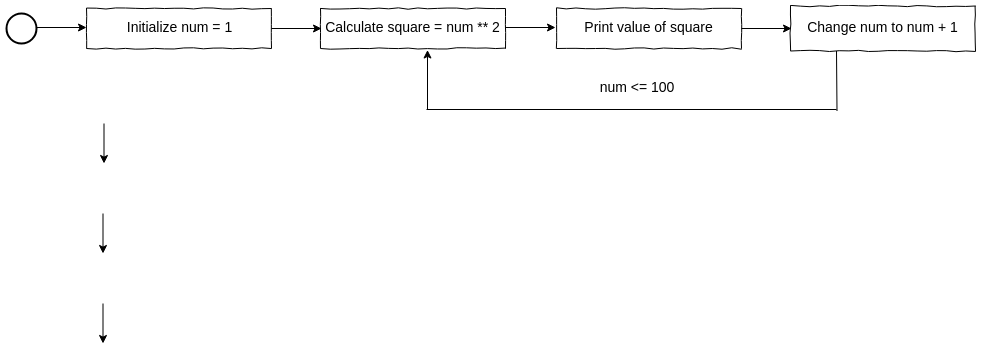 Initialize num = 1
Calculate square = num ** 2
Print value of square
Change num to num + 1
num <= 100